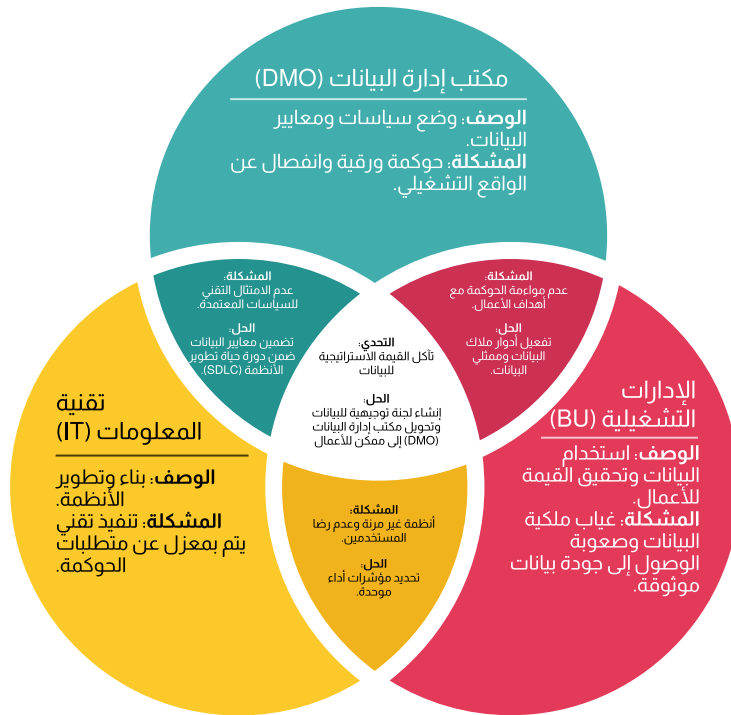 مكتب إدارة البيانات (DMO)
الوصف: وضع سياسات ومعايير
البيانات.
المشكلة: حوكمة ورقية وانفصال عن
الواقع التشغيلي.
المشكلة:
عدم مواءمة الحوكمة مع
أهداف الأعمال.
الحل:
تفعيل أدوار ملاك
البيانات وممثلي
البيانات.
المشكلة:
عدم الامتثال التقني
للسياسات المعتمدة.
الحل:
تضمين معايير البيانات
ضمن دورة حياة تطوير
الأنظمة (SDLC).
التحدي:
تآكل القيمة الاستراتيجية
للبيانات
الحل:
إنشاء لجنة توجيهية للبيانات
وتحويل مكتب إدارة البيانات
(DMO) إلى ممكن للأعمال
الإدارات
التشغيلية (BU)
الوصف: استخدام
البيانات وتحقيق القيمة
للأعمال.
المشكلة: غياب ملكية
البيانات وصعوبة
الوصول إلى جودة بيانات
موثوقة.
تقنية
المعلومات (IT)
الوصف: بناء وتطوير
الأنظمة.
المشكلة: تنفيذ تقني
يتم بمعزل عن متطلبات
الحوكمة.
المشكلة:
أنظمة غير مرنة وعدم رضا
المستخدمين.
الحل:
تحديد مؤشرات أداء
موحدة.